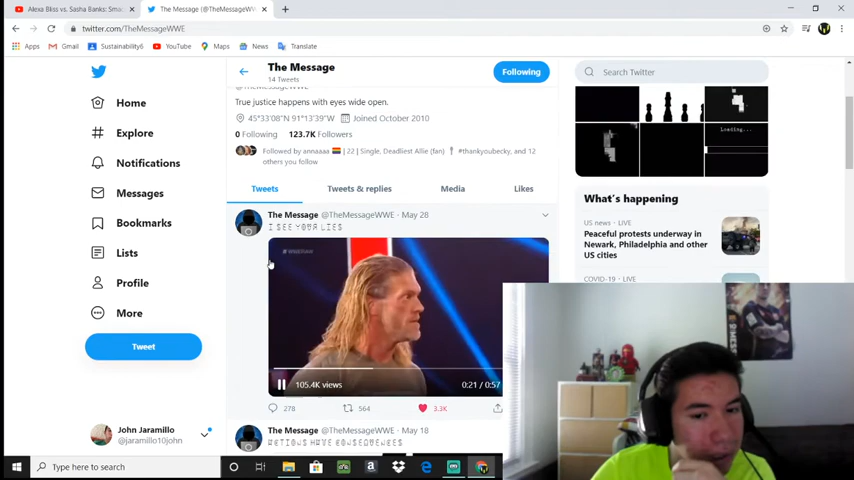 Alexa Bliss vs. Sasha Banks: Sma
The Message (@TheMessageWW
twitter.com/TheMessageWWE
Apps
Gmail
Sustainability6
YouTube
Maps
News
Translate
The Message
14 Tweets
Following
Search Twitter
@TheMessageWWE
True justice happens with eyes wide open.
45°33'08"N 91°13'39"W
Joined October 2010
0 Following 123.7K Followers
Followed by annaaaa | 22 | Single, Deadliest Allie (fan) #thankyoubecky, and 12
others you follow
Tweets
Tweets & replies
Media
Likes
Home
Explore
Notifications
Messages
Bookmarks
Lists
Profile
More
Tweet
John Jaramillo
@jaramillo10john
The Message @TheMessageWWE · May 28
I SEE YOUR LIES
105.4K views
0:21 / 0:57
278
564
3.3K
The Message @TheMessageWWE · May 18
ACTIONS HAVE CONSEQUENCES
Loading...
What's happening
US news · LIVE
Peaceful protests underway in
Newark, Philadelphia and other
US cities
COVID-19 · LIVE
Type here to search